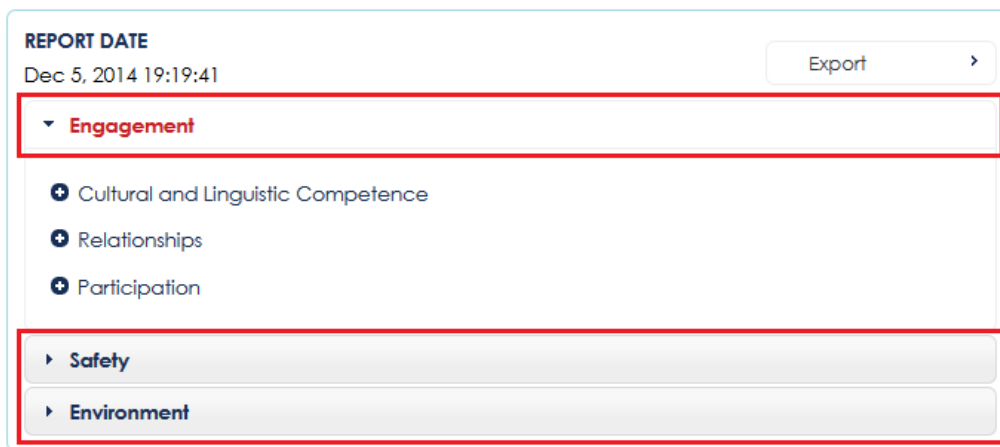 REPORT DATE
Dec 5, 2014 19:19:41
Export
Engagement
Cultural and Linguistic Competence
Relationships
Participation
Safety
Environment